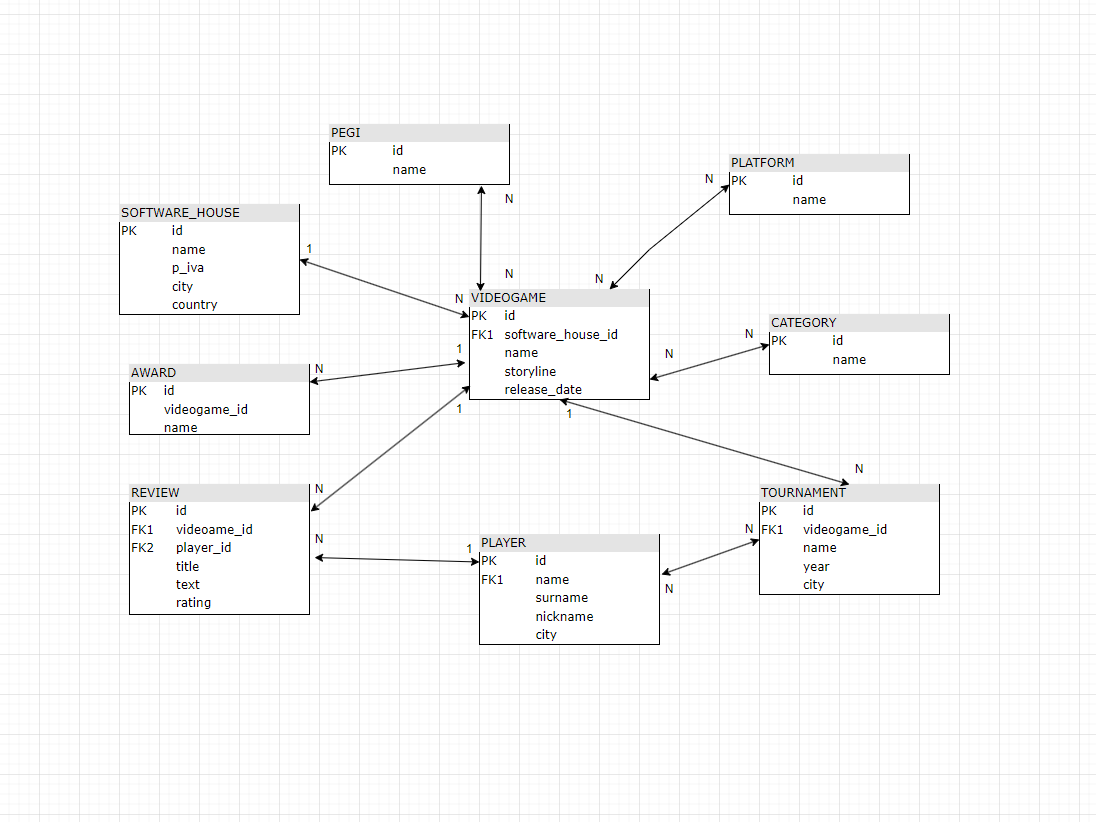 PEGI
PK id
name
N
PLATFORM
N
PK id
name
SOFTWARE_HOUSE
PK id
name
p_iva
city
country
1
N
N
N
VIDEOGAME
PK id
FK1 software_house_id
name
storyline
release_date
N
CATEGORY
PK id
name
N
1
N
AWARD
PK id
videogame_id
name
1
1
N
REVIEW
PK id
FK1 videoame_id
FK2 player_id
title
text
rating
N
N
1
PLAYER
PK id
FK1 name
surname
nickname
city
N
TOURNAMENT
PK id
FK1 videogame_id
name
year
city
N
N